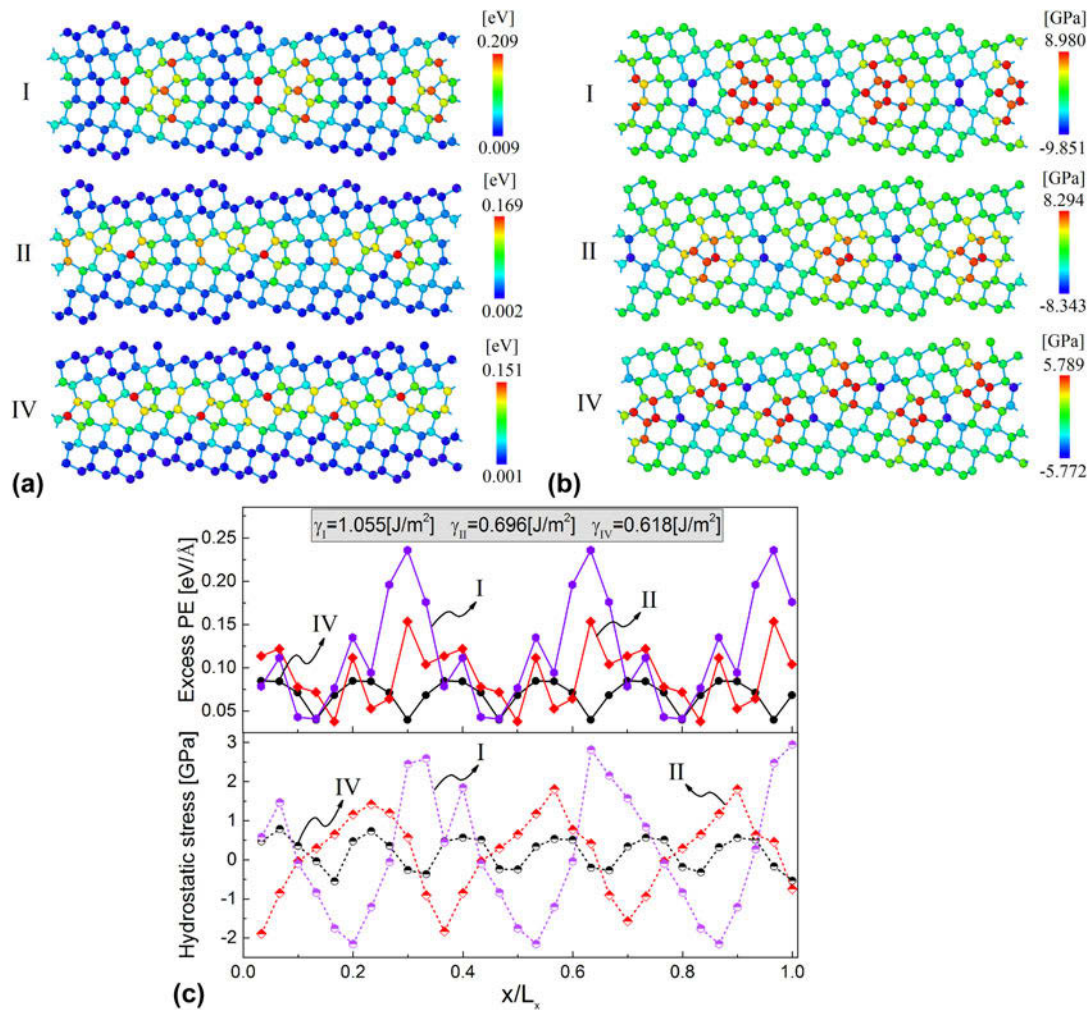 [eV]
0.209
I
0.009
[eV]
0.169
II
0.002
[eV]
0.151
IV
0.001
(a)
[GPa]
8.980
I
-9.851
[GPa]
8.294
II
-8.343
[GPa]
5.789
IV
-5.772
(b)
γI=1.055[J/m²] γII=0.696[J/m²] γIV=0.618[J/m²]
Excess PE [eV/Å]
0.25
0.20
0.15
0.10
0.05
I
II
IV
Hydrostatic stress [GPa]
3
2
1
0
-1
-2
I
II
IV
0.0 0.2 0.4 0.6 0.8 1.0
x/Lx
(c)